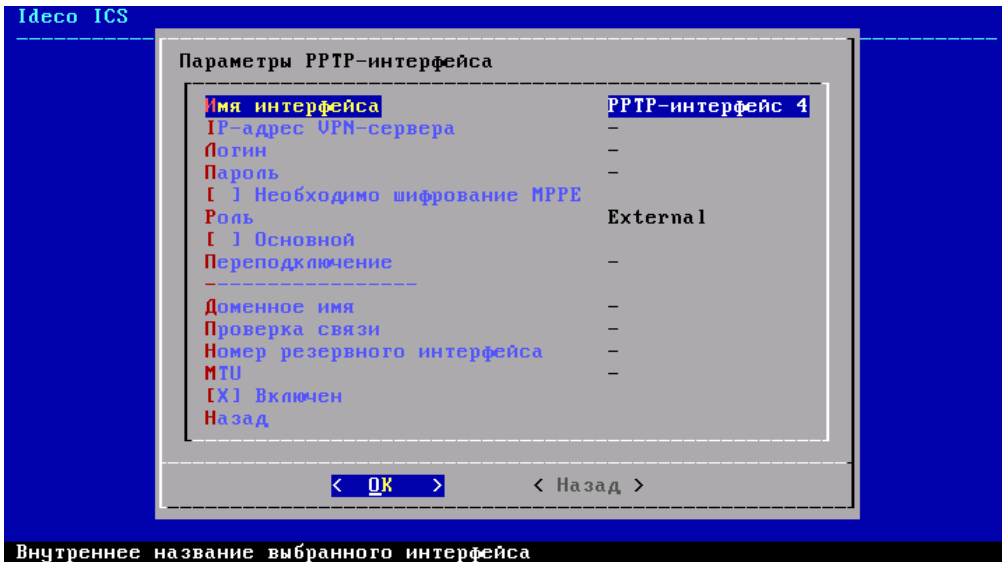 Ideco ICS
Параметры PPTP-интерфейса
Имя интерфейса PPTP-интерфейс 4
IP-адрес VPN-сервера -
Логин -
Пароль -
[ ] Необходимо шифрование MPPE
Роль External
[ ] Основной
Переподключение -
-----------------
Доменное имя -
Проверка связи -
Номер резервного интерфейса -
MTU -
[X] Включен
Назад
< OK > < Назад >
Внутреннее название выбранного интерфейса